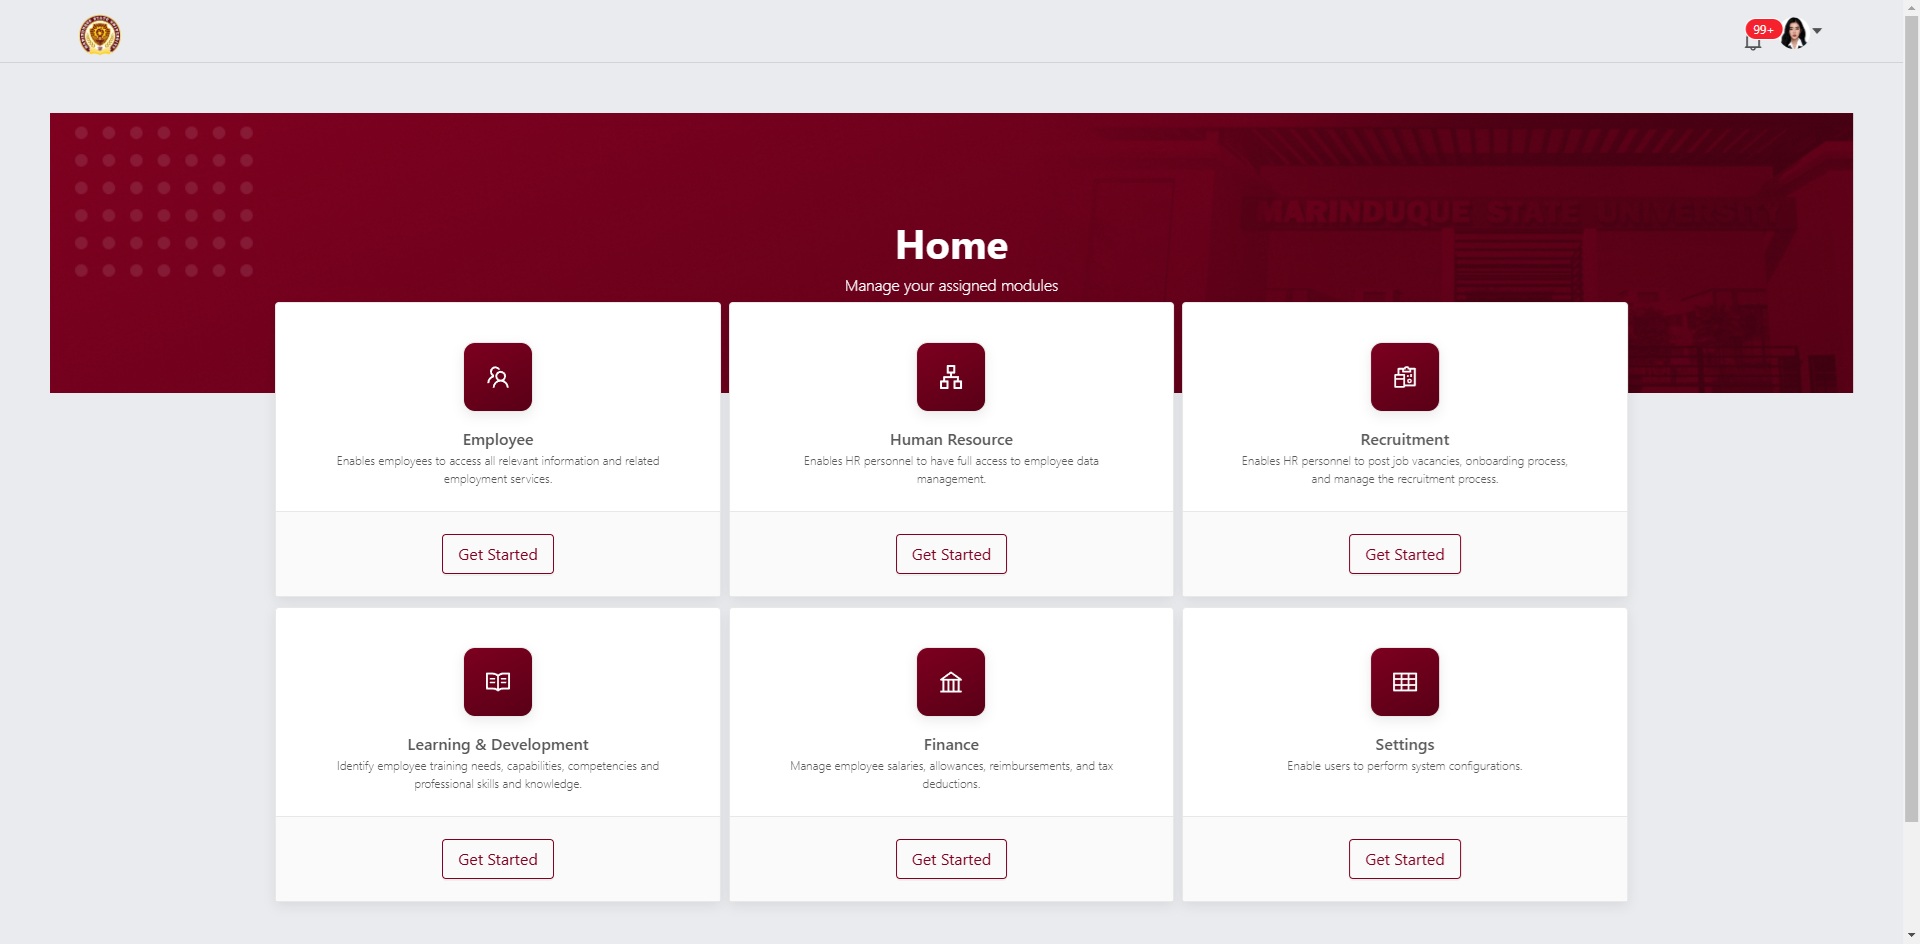 99+
MARINDUQUE STATE UNIVERSITY
Home
Manage your assigned modules
Employee
Enables employees to access all relevant information and related
employment services.
Get Started
Human Resource
Enables HR personnel to have full access to employee data
management.
Get Started
Recruitment
Enables HR personnel to post job vacancies, onboarding process,
and manage the recruitment process.
Get Started
Learning & Development
Identify employee training needs, capabilities, competencies and
professional skills and knowledge.
Get Started
Finance
Manage employee salaries, allowances, reimbursements, and tax
deductions.
Get Started
Settings
Enable users to perform system configurations.
Get Started